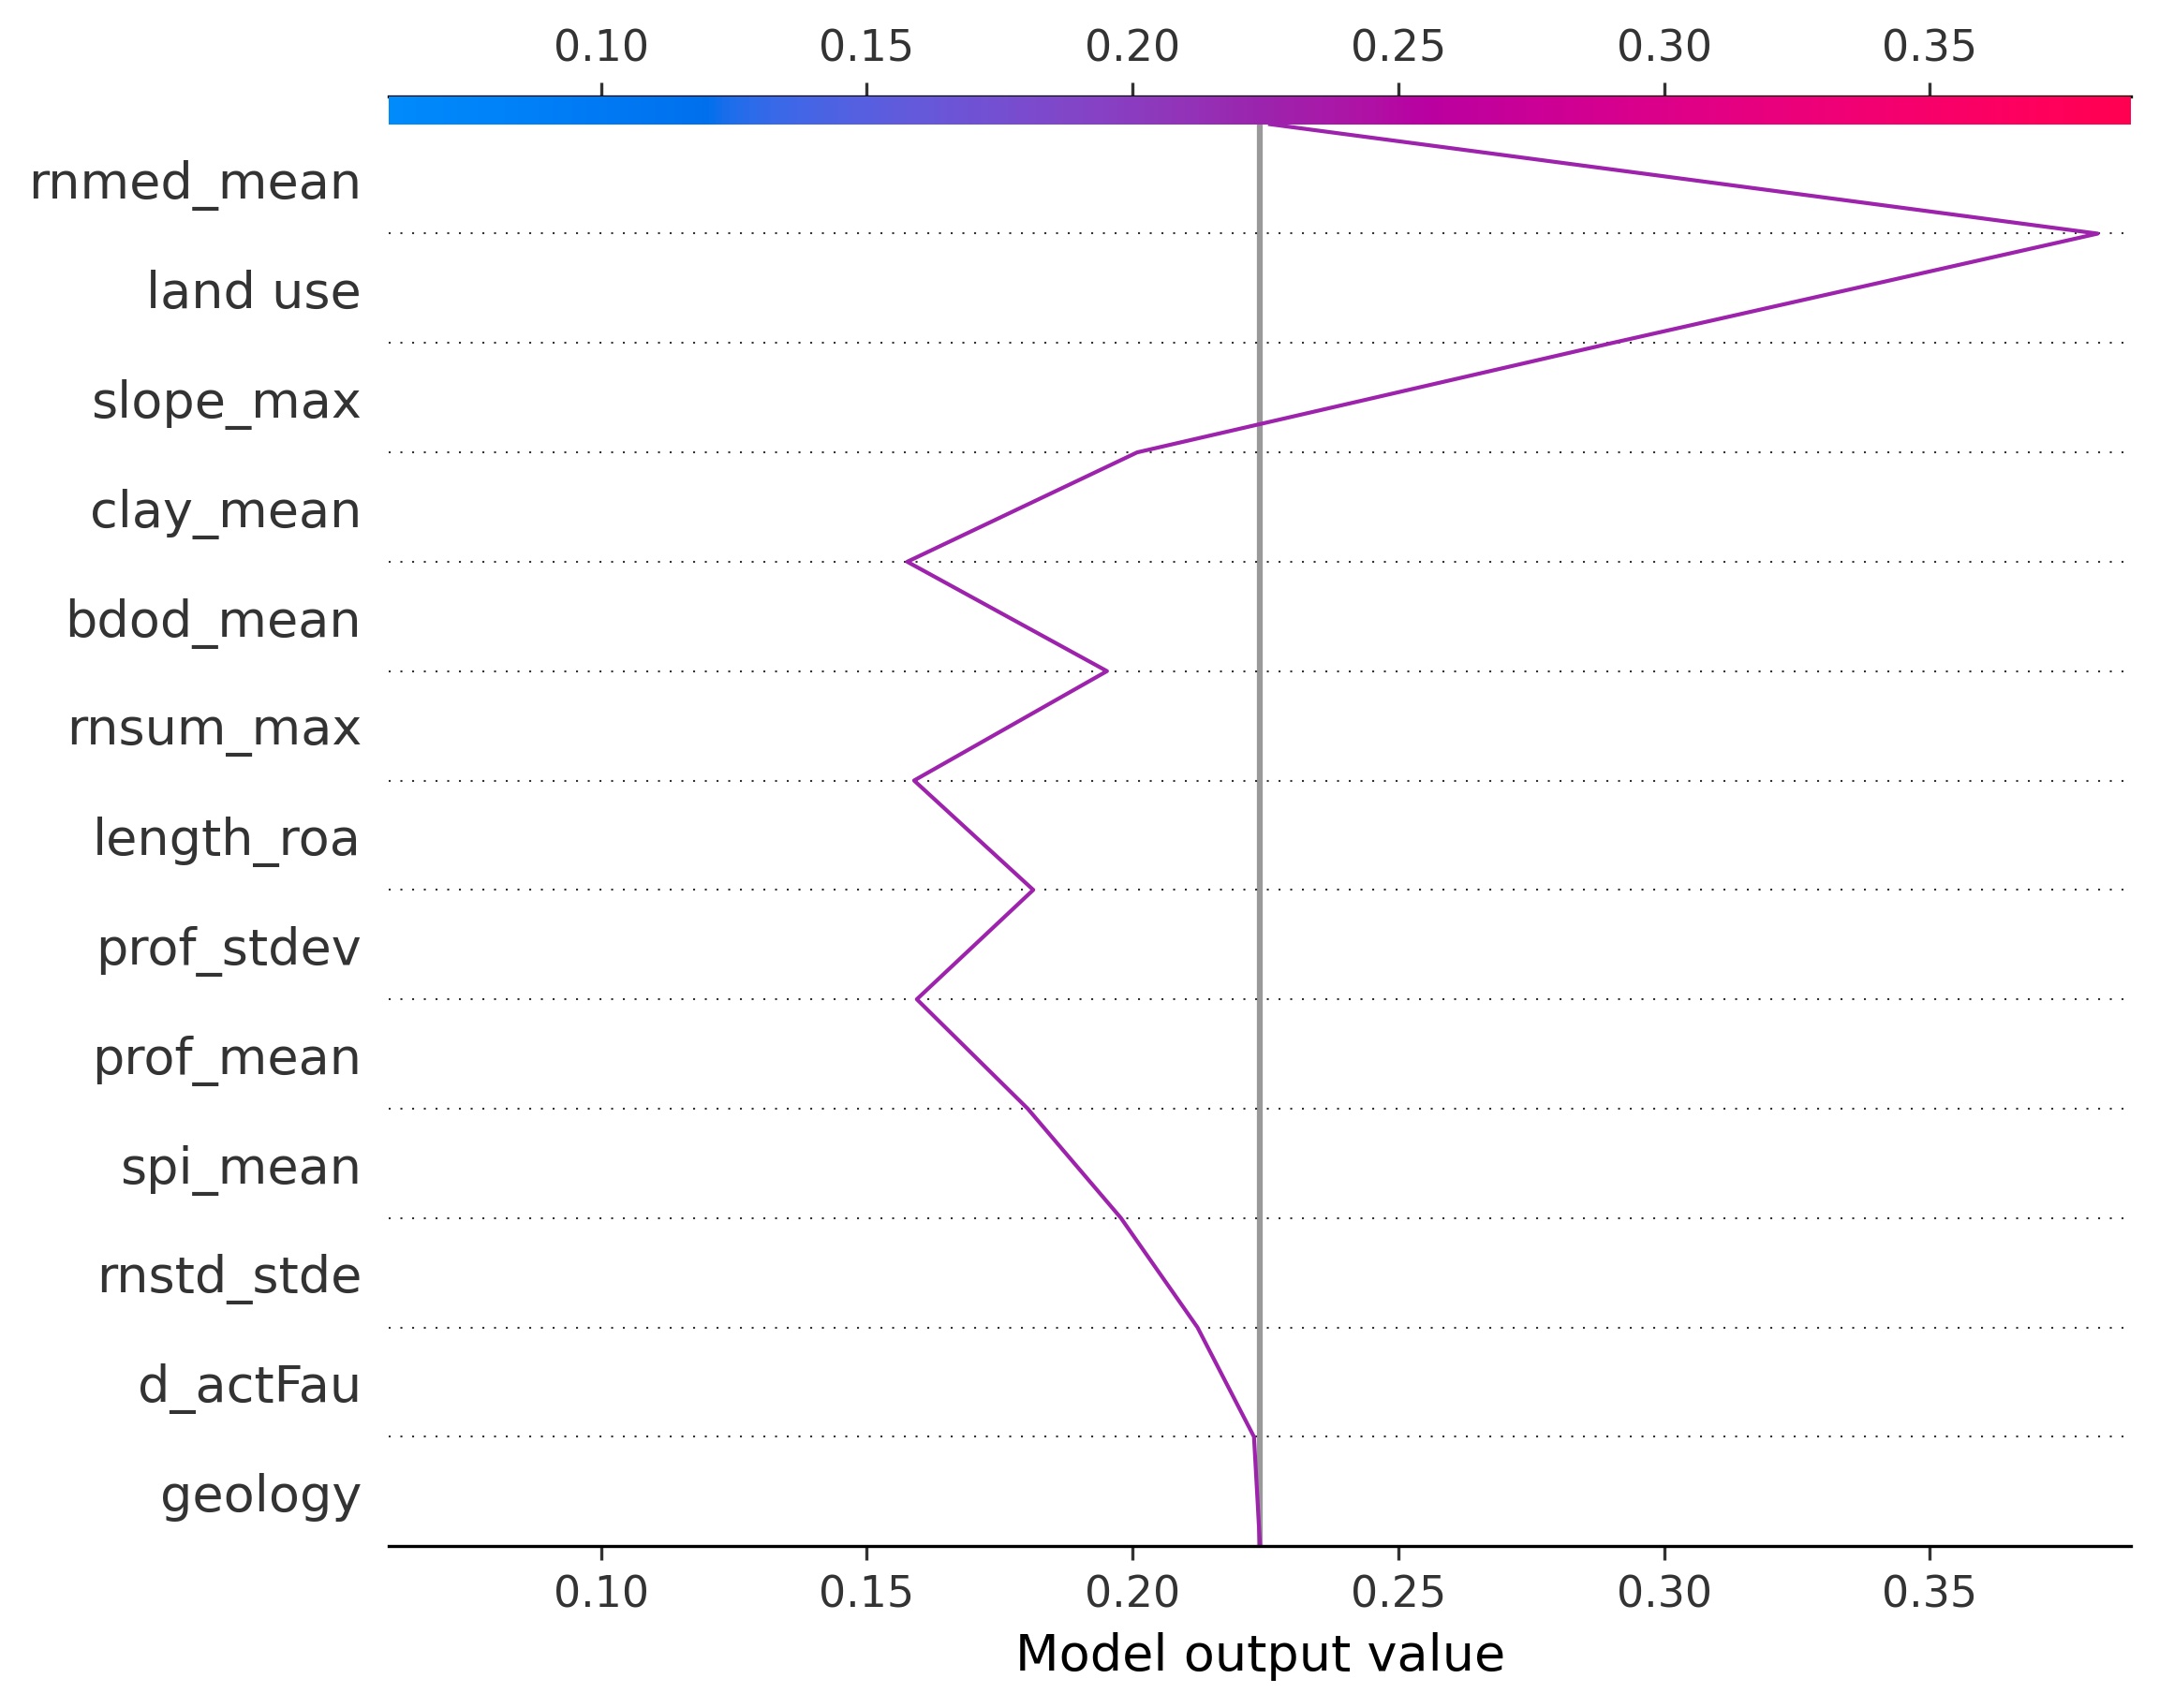 0.10 0.15 0.20 0.25 0.30 0.35
rnmed_mean
land use
slope_max
clay_mean
bdod_mean
rnsum_max
length_roa
prof_stdev
prof_mean
spi_mean
rnstd_stde
d_actFau
geology
0.10 0.15 0.20 0.25 0.30 0.35
Model output value